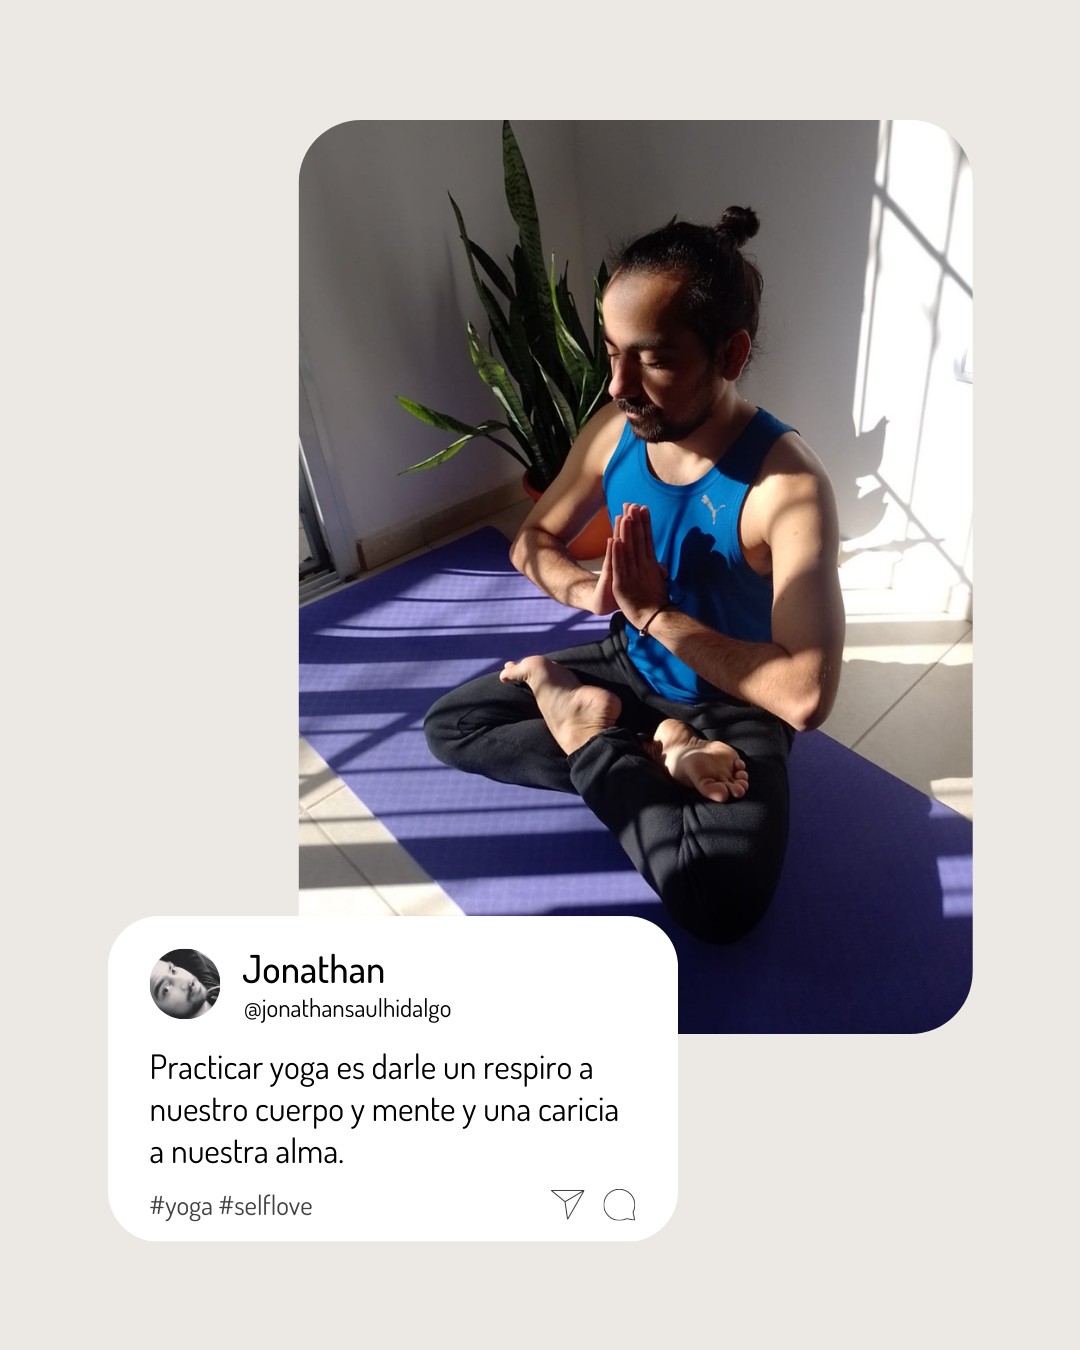 Jonathan
@jonathansaulhidalgo
Practicar yoga es darle un respiro a
nuestro cuerpo y mente y una caricia
a nuestra alma.
#yoga #selflove